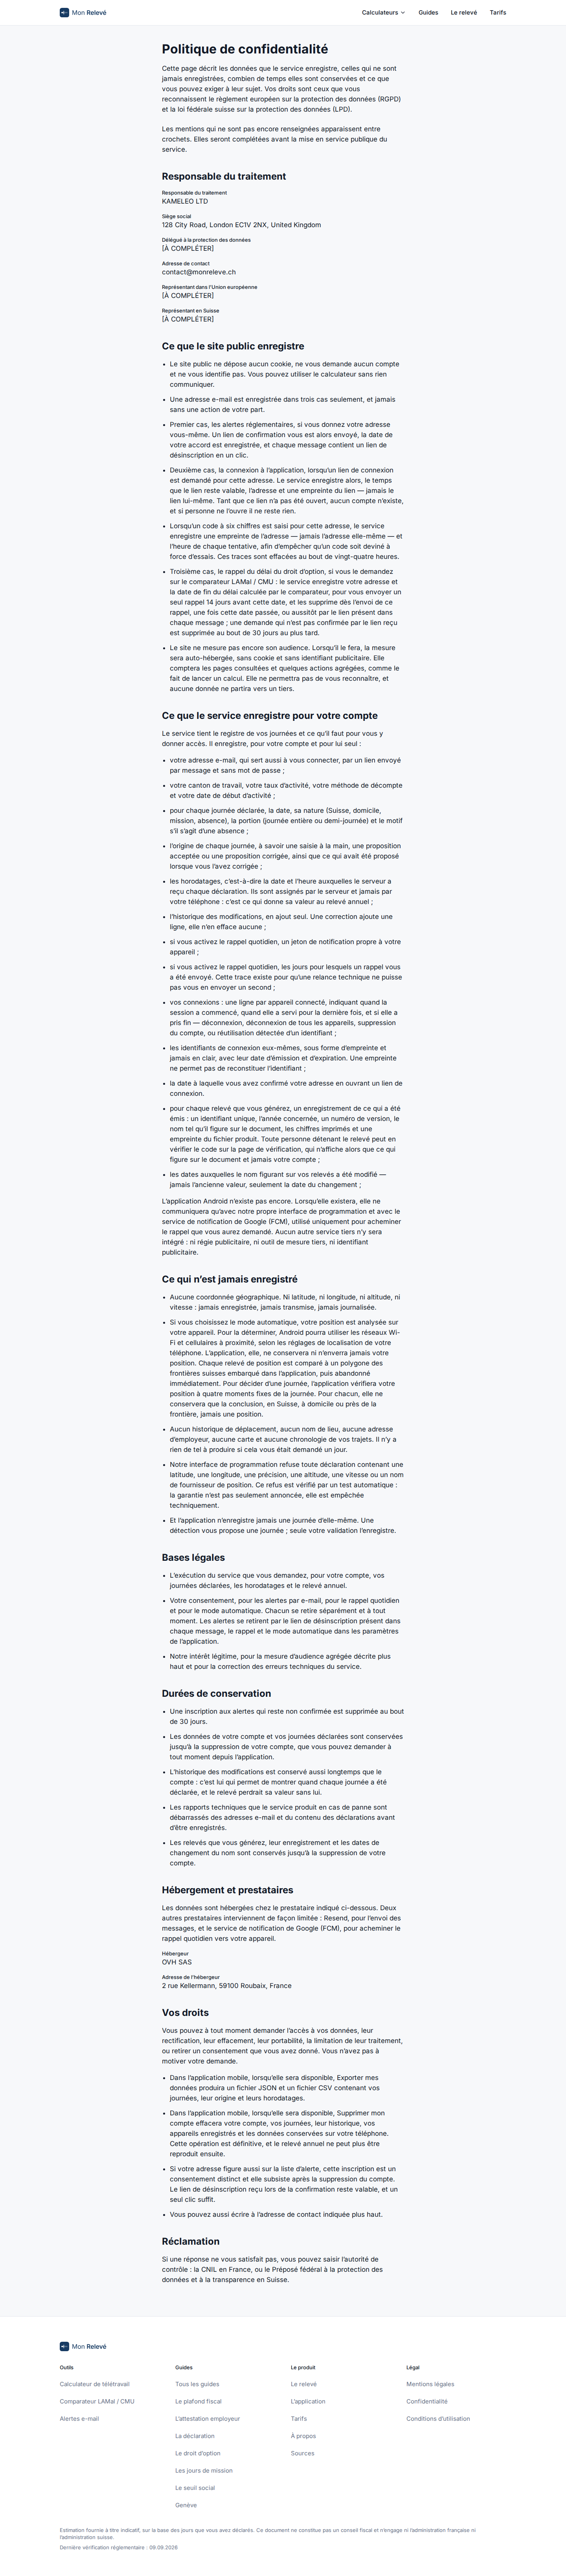 Mon Relevé
Calculateurs
Guides
Le relevé
Tarifs
Politique de confidentialité
Cette page décrit les données que le service enregistre, celles qui ne sont
jamais enregistrées, combien de temps elles sont conservées et ce que
vous pouvez exiger à leur sujet. Vos droits sont ceux que vous
reconnaissent le règlement européen sur la protection des données (RGPD)
et la loi fédérale suisse sur la protection des données (LPD).
Les mentions qui ne sont pas encore renseignées apparaissent entre
crochets. Elles seront complétées avant la mise en service publique du
service.
Responsable du traitement
Responsable du traitement
KAMELEO LTD
Siège social
128 City Road, London EC1V 2NX, United Kingdom
Délégué à la protection des données
[À COMPLÉTER]
Adresse de contact
contact@monreleve.ch
Représentant dans l'Union européenne
[À COMPLÉTER]
Représentant en Suisse
[À COMPLÉTER]
Ce que le site public enregistre
• Le site public ne dépose aucun cookie, ne vous demande aucun compte
et ne vous identifie pas. Vous pouvez utiliser le calculateur sans rien
communiquer.
• Une adresse e-mail est enregistrée dans trois cas seulement, et jamais
sans une action de votre part.
• Premier cas, les alertes réglementaires, si vous donnez votre adresse
vous-même. Un lien de confirmation vous est alors envoyé, la date de
votre accord est enregistrée, et chaque message contient un lien de
désinscription en un clic.
• Deuxième cas, la connexion à l'application, lorsqu'un lien de connexion
est demandé pour cette adresse. Le service enregistre alors, le temps
que le lien reste valable, l'adresse et une empreinte du lien — jamais le
lien lui-même. Tant que ce lien n'a pas été ouvert, aucun compte n'existe,
et si personne ne l'ouvre il ne reste rien.
• Lorsqu'un code à six chiffres est saisi pour cette adresse, le service
enregistre une empreinte de l'adresse — jamais l'adresse elle-même — et
l'heure de chaque tentative, afin d'empêcher qu'un code soit deviné à
force d'essais. Ces traces sont effacées au bout de vingt-quatre heures.
• Troisième cas, le rappel du délai du droit d'option, si vous le demandez
sur le comparateur LAMal / CMU : le service enregistre votre adresse et
la date de fin du délai calculée par le comparateur, pour vous envoyer un
seul rappel 14 jours avant cette date, et les supprime dès l'envoi de ce
rappel, une fois cette date passée, ou aussitôt par le lien présent dans
chaque message ; une demande qui n'est pas confirmée par le lien reçu
est supprimée au bout de 30 jours au plus tard.
• Le site ne mesure pas encore son audience. Lorsqu'il le fera, la mesure
sera auto-hébergée, sans cookie et sans identifiant publicitaire. Elle
comptera les pages consultées et quelques actions agrégées, comme le
fait de lancer un calcul. Elle ne permettra pas de vous reconnaître, et
aucune donnée ne partira vers un tiers.
Ce que le service enregistre pour votre compte
Le service tient le registre de vos journées et ce qu'il faut pour vous y
donner accès. Il enregistre, pour votre compte et pour lui seul :
• votre adresse e-mail, qui sert aussi à vous connecter, par un lien envoyé
par message et sans mot de passe ;
• votre canton de travail, votre taux d'activité, votre méthode de décompte
et votre date de début d'activité ;
• pour chaque journée déclarée, la date, sa nature (Suisse, domicile,
mission, absence), la portion (journée entière ou demi-journée) et le motif
s'il s'agit d'une absence ;
• l'origine de chaque journée, à savoir une saisie à la main, une proposition
acceptée ou une proposition corrigée, ainsi que ce qui avait été proposé
lorsque vous l'avez corrigée ;
• les horodatages, c'est-à-dire la date et l'heure auxquelles le serveur a
reçu chaque déclaration. Ils sont assignés par le serveur et jamais par
votre téléphone : c'est ce qui donne sa valeur au relevé annuel ;
• l'historique des modifications, en ajout seul. Une correction ajoute une
ligne, elle n'en efface aucune ;
• si vous activez le rappel quotidien, un jeton de notification propre à votre
appareil ;
• si vous activez le rappel quotidien, les jours pour lesquels un rappel vous
a été envoyé. Cette trace existe pour qu'une relance technique ne puisse
pas vous en envoyer un second ;
• vos connexions : une ligne par appareil connecté, indiquant quand la
session a commencé, quand elle a servi pour la dernière fois, et si elle a
pris fin — déconnexion, déconnexion de tous les appareils, suppression
du compte, ou réutilisation détectée d'un identifiant ;
• les identifiants de connexion eux-mêmes, sous forme d'empreinte et
jamais en clair, avec leur date d'émission et d'expiration. Une empreinte
ne permet pas de reconstituer l'identifiant ;
• la date à laquelle vous avez confirmé votre adresse en ouvrant un lien de
connexion.
• pour chaque relevé que vous générez, un enregistrement de ce qui a été
émis : un identifiant unique, l'année concernée, un numéro de version, le
nom tel qu'il figure sur le document, les chiffres imprimés et une
empreinte du fichier produit. Toute personne détenant le relevé peut en
vérifier le code sur la page de vérification, qui n'affiche alors que ce qui
figure sur le document et jamais votre compte ;
• les dates auxquelles le nom figurant sur vos relevés a été modifié —
jamais l'ancienne valeur, seulement la date du changement ;
L'application Android n'existe pas encore. Lorsqu'elle existera, elle ne
communiquera qu'avec notre propre interface de programmation et avec le
service de notification de Google (FCM), utilisé uniquement pour acheminer
le rappel que vous aurez demandé. Aucun autre service tiers n'y sera
intégré : ni régie publicitaire, ni outil de mesure tiers, ni identifiant
publicitaire.
Ce qui n'est jamais enregistré
• Aucune coordonnée géographique. Ni latitude, ni longitude, ni altitude, ni
vitesse : jamais enregistrée, jamais transmise, jamais journalisée.
• Si vous choisissez le mode automatique, votre position est analysée sur
votre appareil. Pour la déterminer, Android pourra utiliser les réseaux Wi-
Fi et cellulaires à proximité, selon les réglages de localisation de votre
téléphone. L'application, elle, ne conservera ni n'enverra jamais votre
position. Chaque relevé de position est comparé à un polygone des
frontières suisses embarqué dans l'application, puis abandonné
immédiatement. Pour décider d'une journée, l'application vérifiera votre
position à quatre moments fixes de la journée. Pour chacun, elle ne
conservera que la conclusion, en Suisse, à domicile ou près de la
frontière, jamais une position.
• Aucun historique de déplacement, aucun nom de lieu, aucune adresse
d'employeur, aucune carte et aucune chronologie de vos trajets. Il n'y a
rien de tel à produire si cela vous était demandé un jour.
• Notre interface de programmation refuse toute déclaration contenant une
latitude, une longitude, une précision, une altitude, une vitesse ou un nom
de fournisseur de position. Ce refus est vérifié par un test automatique :
la garantie n'est pas seulement annoncée, elle est empêchée
techniquement.
• Et l'application n'enregistre jamais une journée d'elle-même. Une
détection vous propose une journée ; seule votre validation l'enregistre.
Bases légales
• L'exécution du service que vous demandez, pour votre compte, vos
journées déclarées, les horodatages et le relevé annuel.
• Votre consentement, pour les alertes par e-mail, pour le rappel quotidien
et pour le mode automatique. Chacun se retire séparément et à tout
moment. Les alertes se retirent par le lien de désinscription présent dans
chaque message, le rappel et le mode automatique dans les paramètres
de l'application.
• Notre intérêt légitime, pour la mesure d'audience agrégée décrite plus
haut et pour la correction des erreurs techniques du service.
Durées de conservation
• Une inscription aux alertes qui reste non confirmée est supprimée au bout
de 30 jours.
• Les données de votre compte et vos journées déclarées sont conservées
jusqu'à la suppression de votre compte, que vous pouvez demander à
tout moment depuis l'application.
• L'historique des modifications est conservé aussi longtemps que le
compte : c'est lui qui permet de montrer quand chaque journée a été
déclarée, et le relevé perdrait sa valeur sans lui.
• Les rapports techniques que le service produit en cas de panne sont
débarrassés des adresses e-mail et du contenu des déclarations avant
d'être enregistrés.
• Les relevés que vous générez, leur enregistrement et les dates de
changement du nom sont conservés jusqu'à la suppression de votre
compte.
Hébergement et prestataires
Les données sont hébergées chez le prestataire indiqué ci-dessous. Deux
autres prestataires interviennent de façon limitée : Resend, pour l'envoi des
messages, et le service de notification de Google (FCM), pour acheminer le
rappel quotidien vers votre appareil.
Hébergeur
OVH SAS
Adresse de l'hébergeur
2 rue Kellermann, 59100 Roubaix, France
Vos droits
Vous pouvez à tout moment demander l'accès à vos données, leur
rectification, leur effacement, leur portabilité, la limitation de leur traitement,
ou retirer un consentement que vous avez donné. Vous n'avez pas à
motiver votre demande.
• Dans l'application mobile, lorsqu'elle sera disponible, Exporter mes
données produira un fichier JSON et un fichier CSV contenant vos
journées, leur origine et leurs horodatages.
• Dans l'application mobile, lorsqu'elle sera disponible, Supprimer mon
compte effacera votre compte, vos journées, leur historique, vos
appareils enregistrés et les données conservées sur votre téléphone.
Cette opération est définitive, et le relevé annuel ne peut plus être
reproduit ensuite.
• Si votre adresse figure aussi sur la liste d'alerte, cette inscription est un
consentement distinct et elle subsiste après la suppression du compte.
Le lien de désinscription reçu lors de la confirmation reste valable, et un
seul clic suffit.
• Vous pouvez aussi écrire à l'adresse de contact indiquée plus haut.
Réclamation
Si une réponse ne vous satisfait pas, vous pouvez saisir l'autorité de
contrôle : la CNIL en France, ou le Préposé fédéral à la protection des
données et à la transparence en Suisse.
Mon Relevé
Outils
Calculateur de télétravail
Comparateur LAMal / CMU
Alertes e-mail
Guides
Tous les guides
Le plafond fiscal
L'attestation employeur
La déclaration
Le droit d'option
Les jours de mission
Le seuil social
Genève
Le produit
Le relevé
L'application
Tarifs
À propos
Sources
Légal
Mentions légales
Confidentialité
Conditions d'utilisation
Estimation fournie à titre indicatif, sur la base des jours que vous avez déclarés. Ce document ne constitue pas un conseil fiscal et n'engage ni l'administration française ni
l'administration suisse.
Dernière vérification réglementaire : 09.09.2026